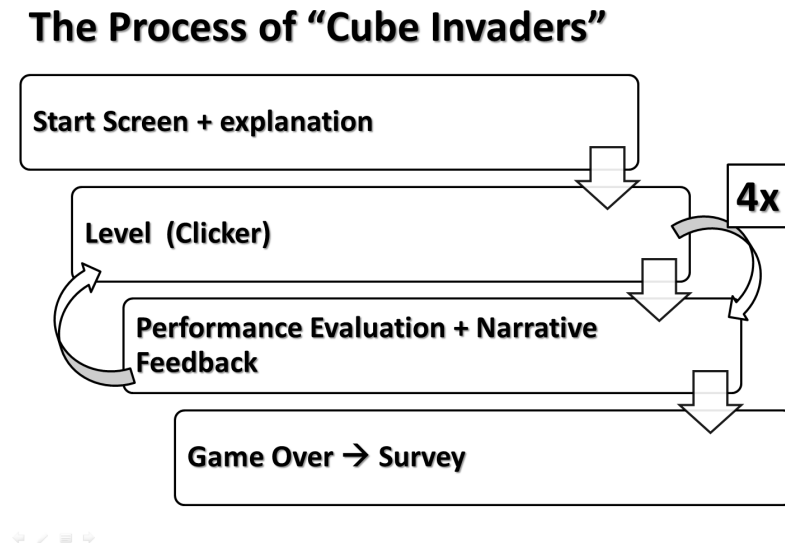 The Process of “Cube Invaders”
Start Screen + explanation
4x
Level  (Clicker)
Performance Evaluation + Narrative
Feedback
Game Over → Survey